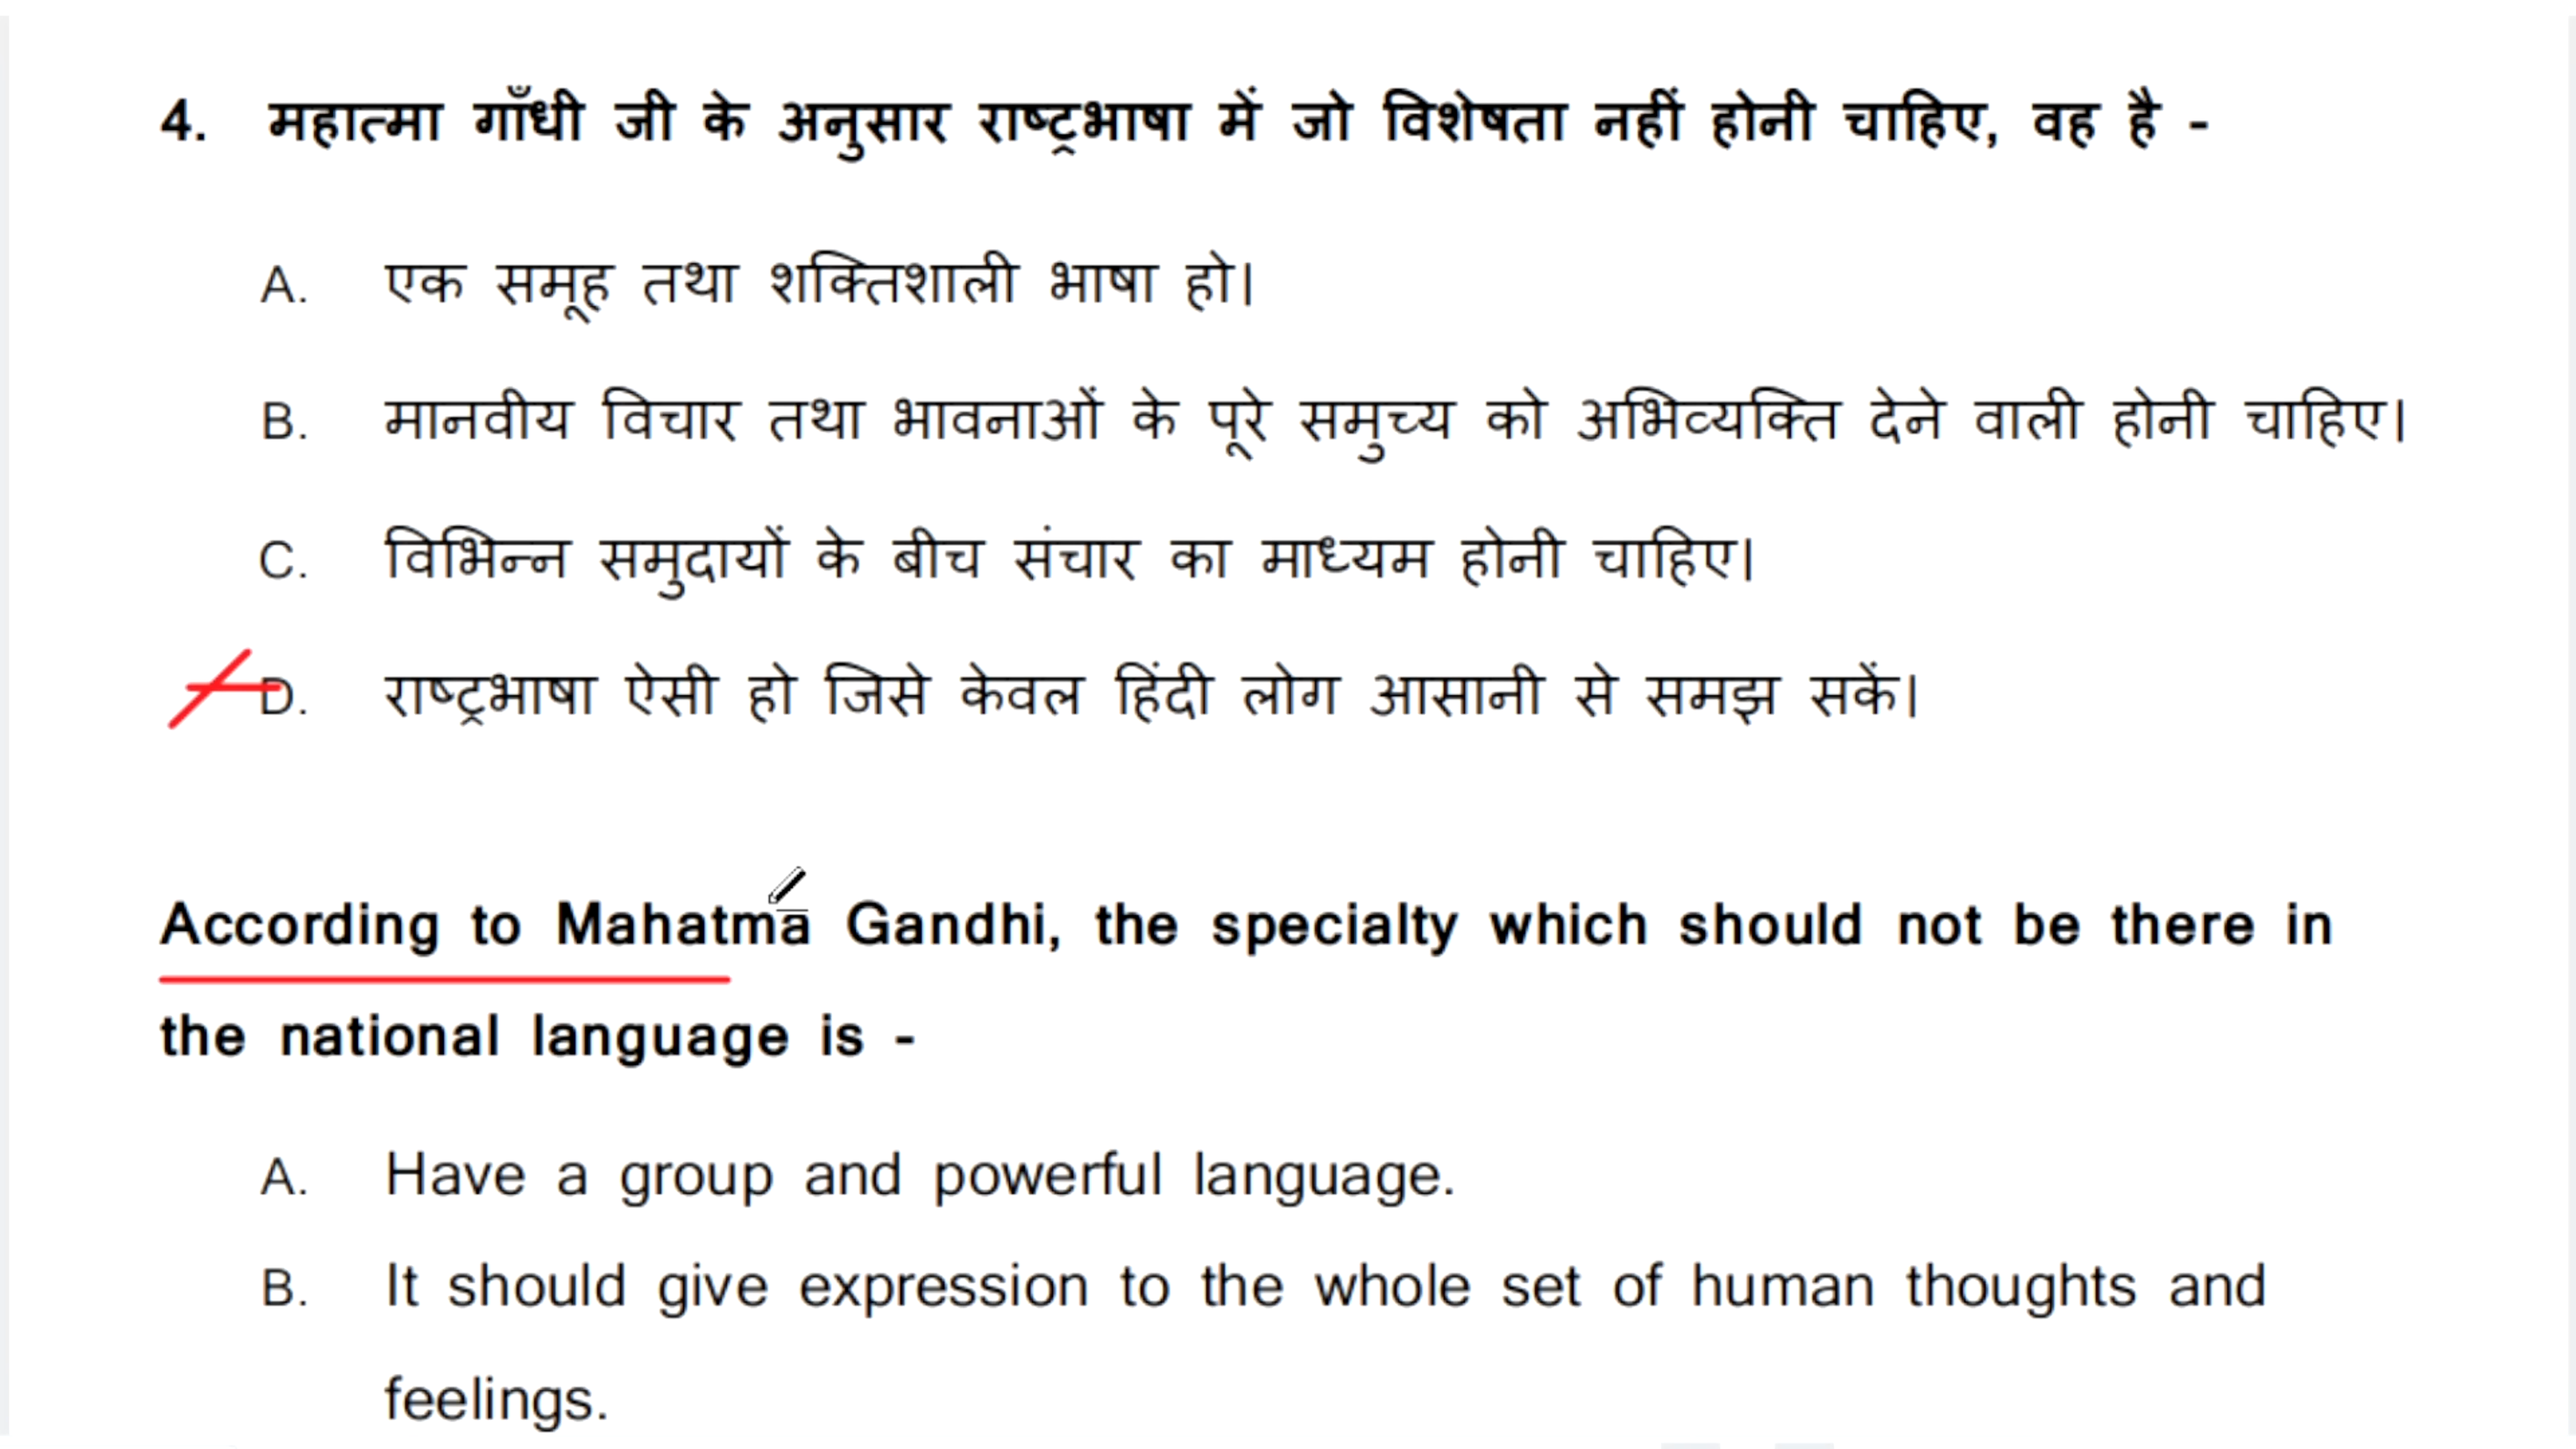 4. महात्मा गाँधी जी के अनुसार राष्ट्रभाषा में जो विशेषता नहीं होनी चाहिए, वह है -
A. एक समूह तथा शक्तिशाली भाषा हो।
B. मानवीय विचार तथा भावनाओं के पूरे समुच्य को अभिव्यक्ति देने वाली होनी चाहिए।
C. विभिन्न समुदायों के बीच संचार का माध्यम होनी चाहिए।
D. राष्ट्रभाषा ऐसी हो जिसे केवल हिंदी लोग आसानी से समझ सकें।
According to Mahatma Gandhi, the specialty which should not be there in
the national language is -
A. Have a group and powerful language.
B. It should give expression to the whole set of human thoughts and
feelings.